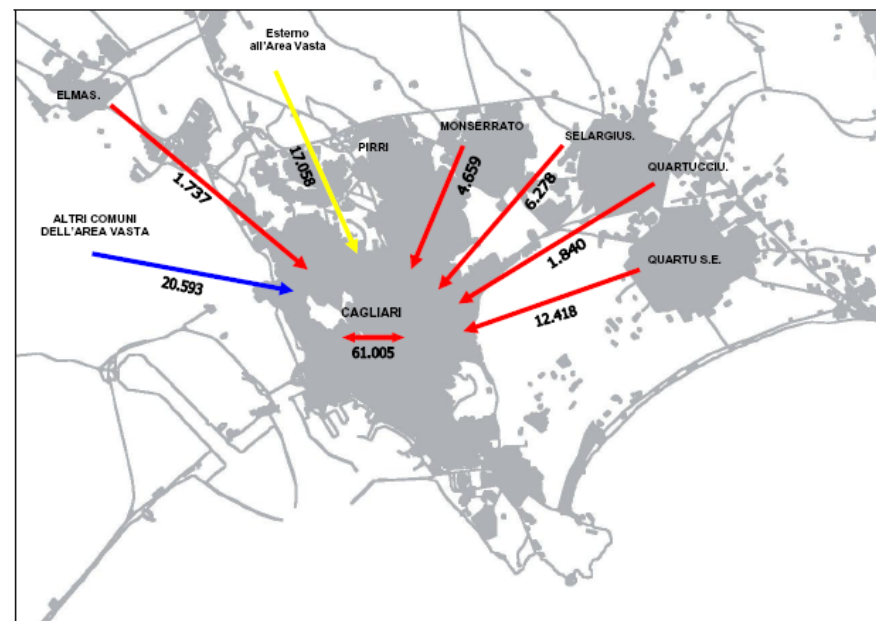 Esterno
all'Area Vasta
ELMAS.
MONSERRATO
SELARGIUS.
PIRRI
QUARTUCCIU.
17.058
4.659
6.278
1.737
ALTRI COMUNI
DELL'AREA VASTA
1.840
QUARTU S.E.
20.593
CAGLIARI
12.418
61.005